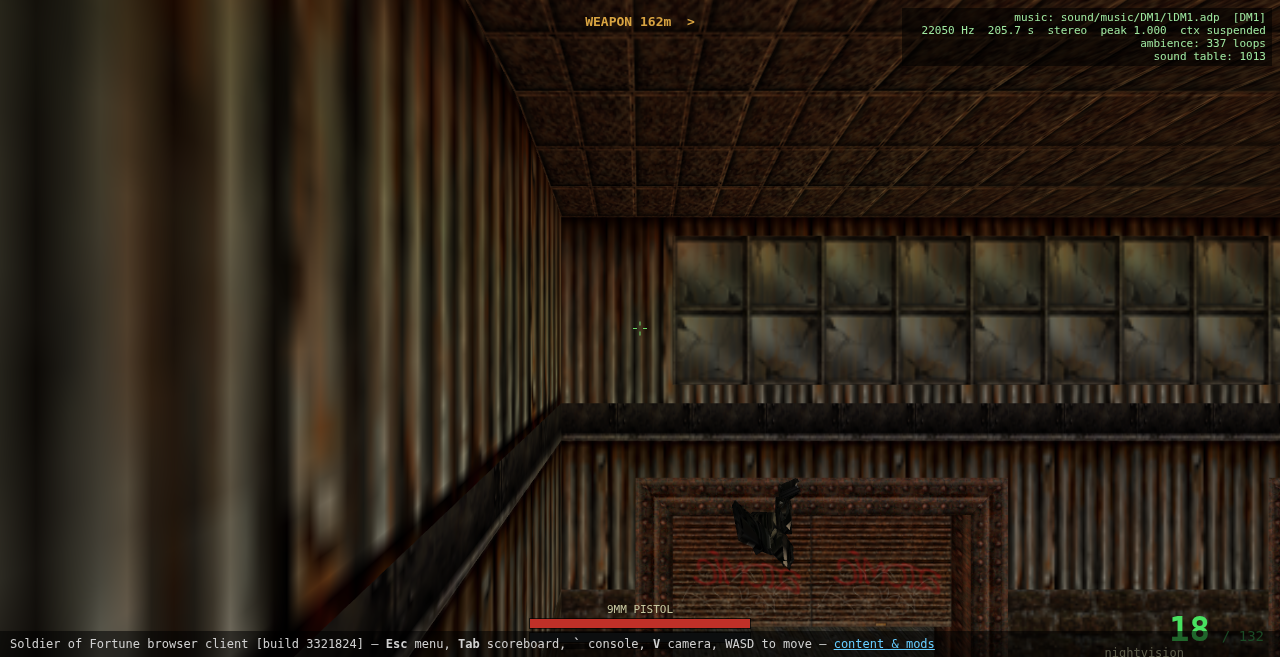 WEAPON 162m >
music: sound/music/DM1/lDM1.adp [DM1]
22050 Hz 205.7 s stereo peak 1.000 ctx suspended
ambience: 337 loops
sound table: 1013
9MM PISTOL
18 / 132
Soldier of Fortune browser client [build 3321824] — Esc menu, Tab scoreboard, ` console, V camera, WASD to move — content & mods
nightvision